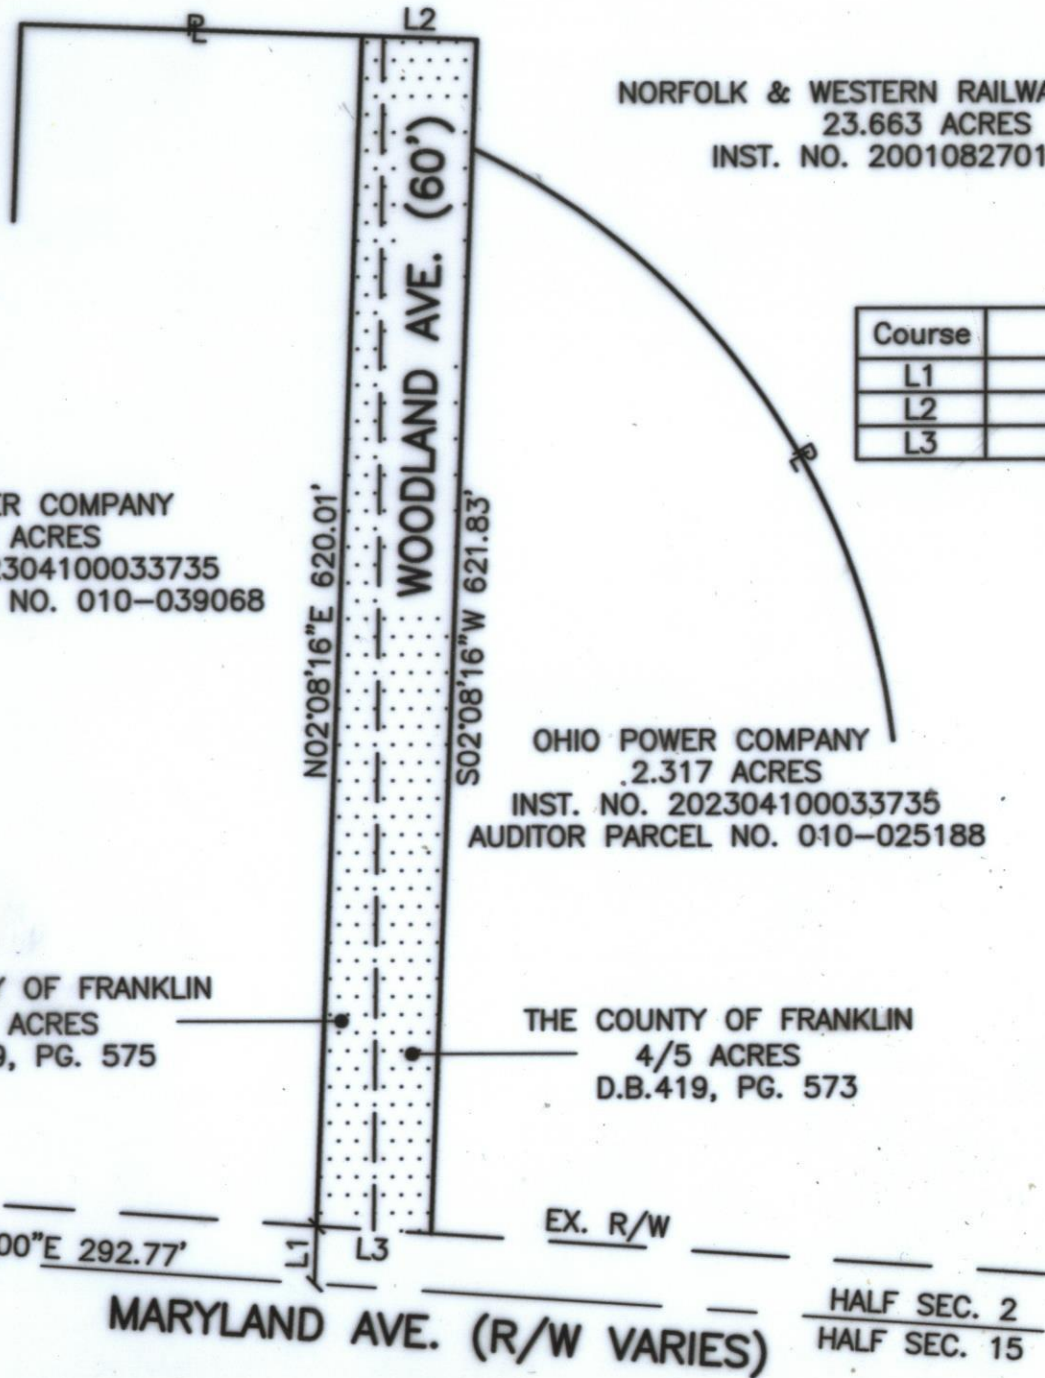 PL
L2
NORFOLK & WESTERN RAILWA
23.663 ACRES
INST. NO. 2001082701
WOODLAND AVE. (60')
Course
L1
L2
L3
PL
ER COMPANY
ACRES
2304100033735
NO. 010-039068
N02°08'16"E 620.01'
S02°08'16"W 621.83'
OHIO POWER COMPANY
2.317 ACRES
INST. NO. 202304100033735
AUDITOR PARCEL NO. 010-025188
Y OF FRANKLIN
ACRES
9, PG. 575
THE COUNTY OF FRANKLIN
4/5 ACRES
D.B.419, PG. 573
EX. R/W
00"E 292.77'
L1
L3
MARYLAND AVE. (R/W VARIES)
HALF SEC. 2
HALF SEC. 15